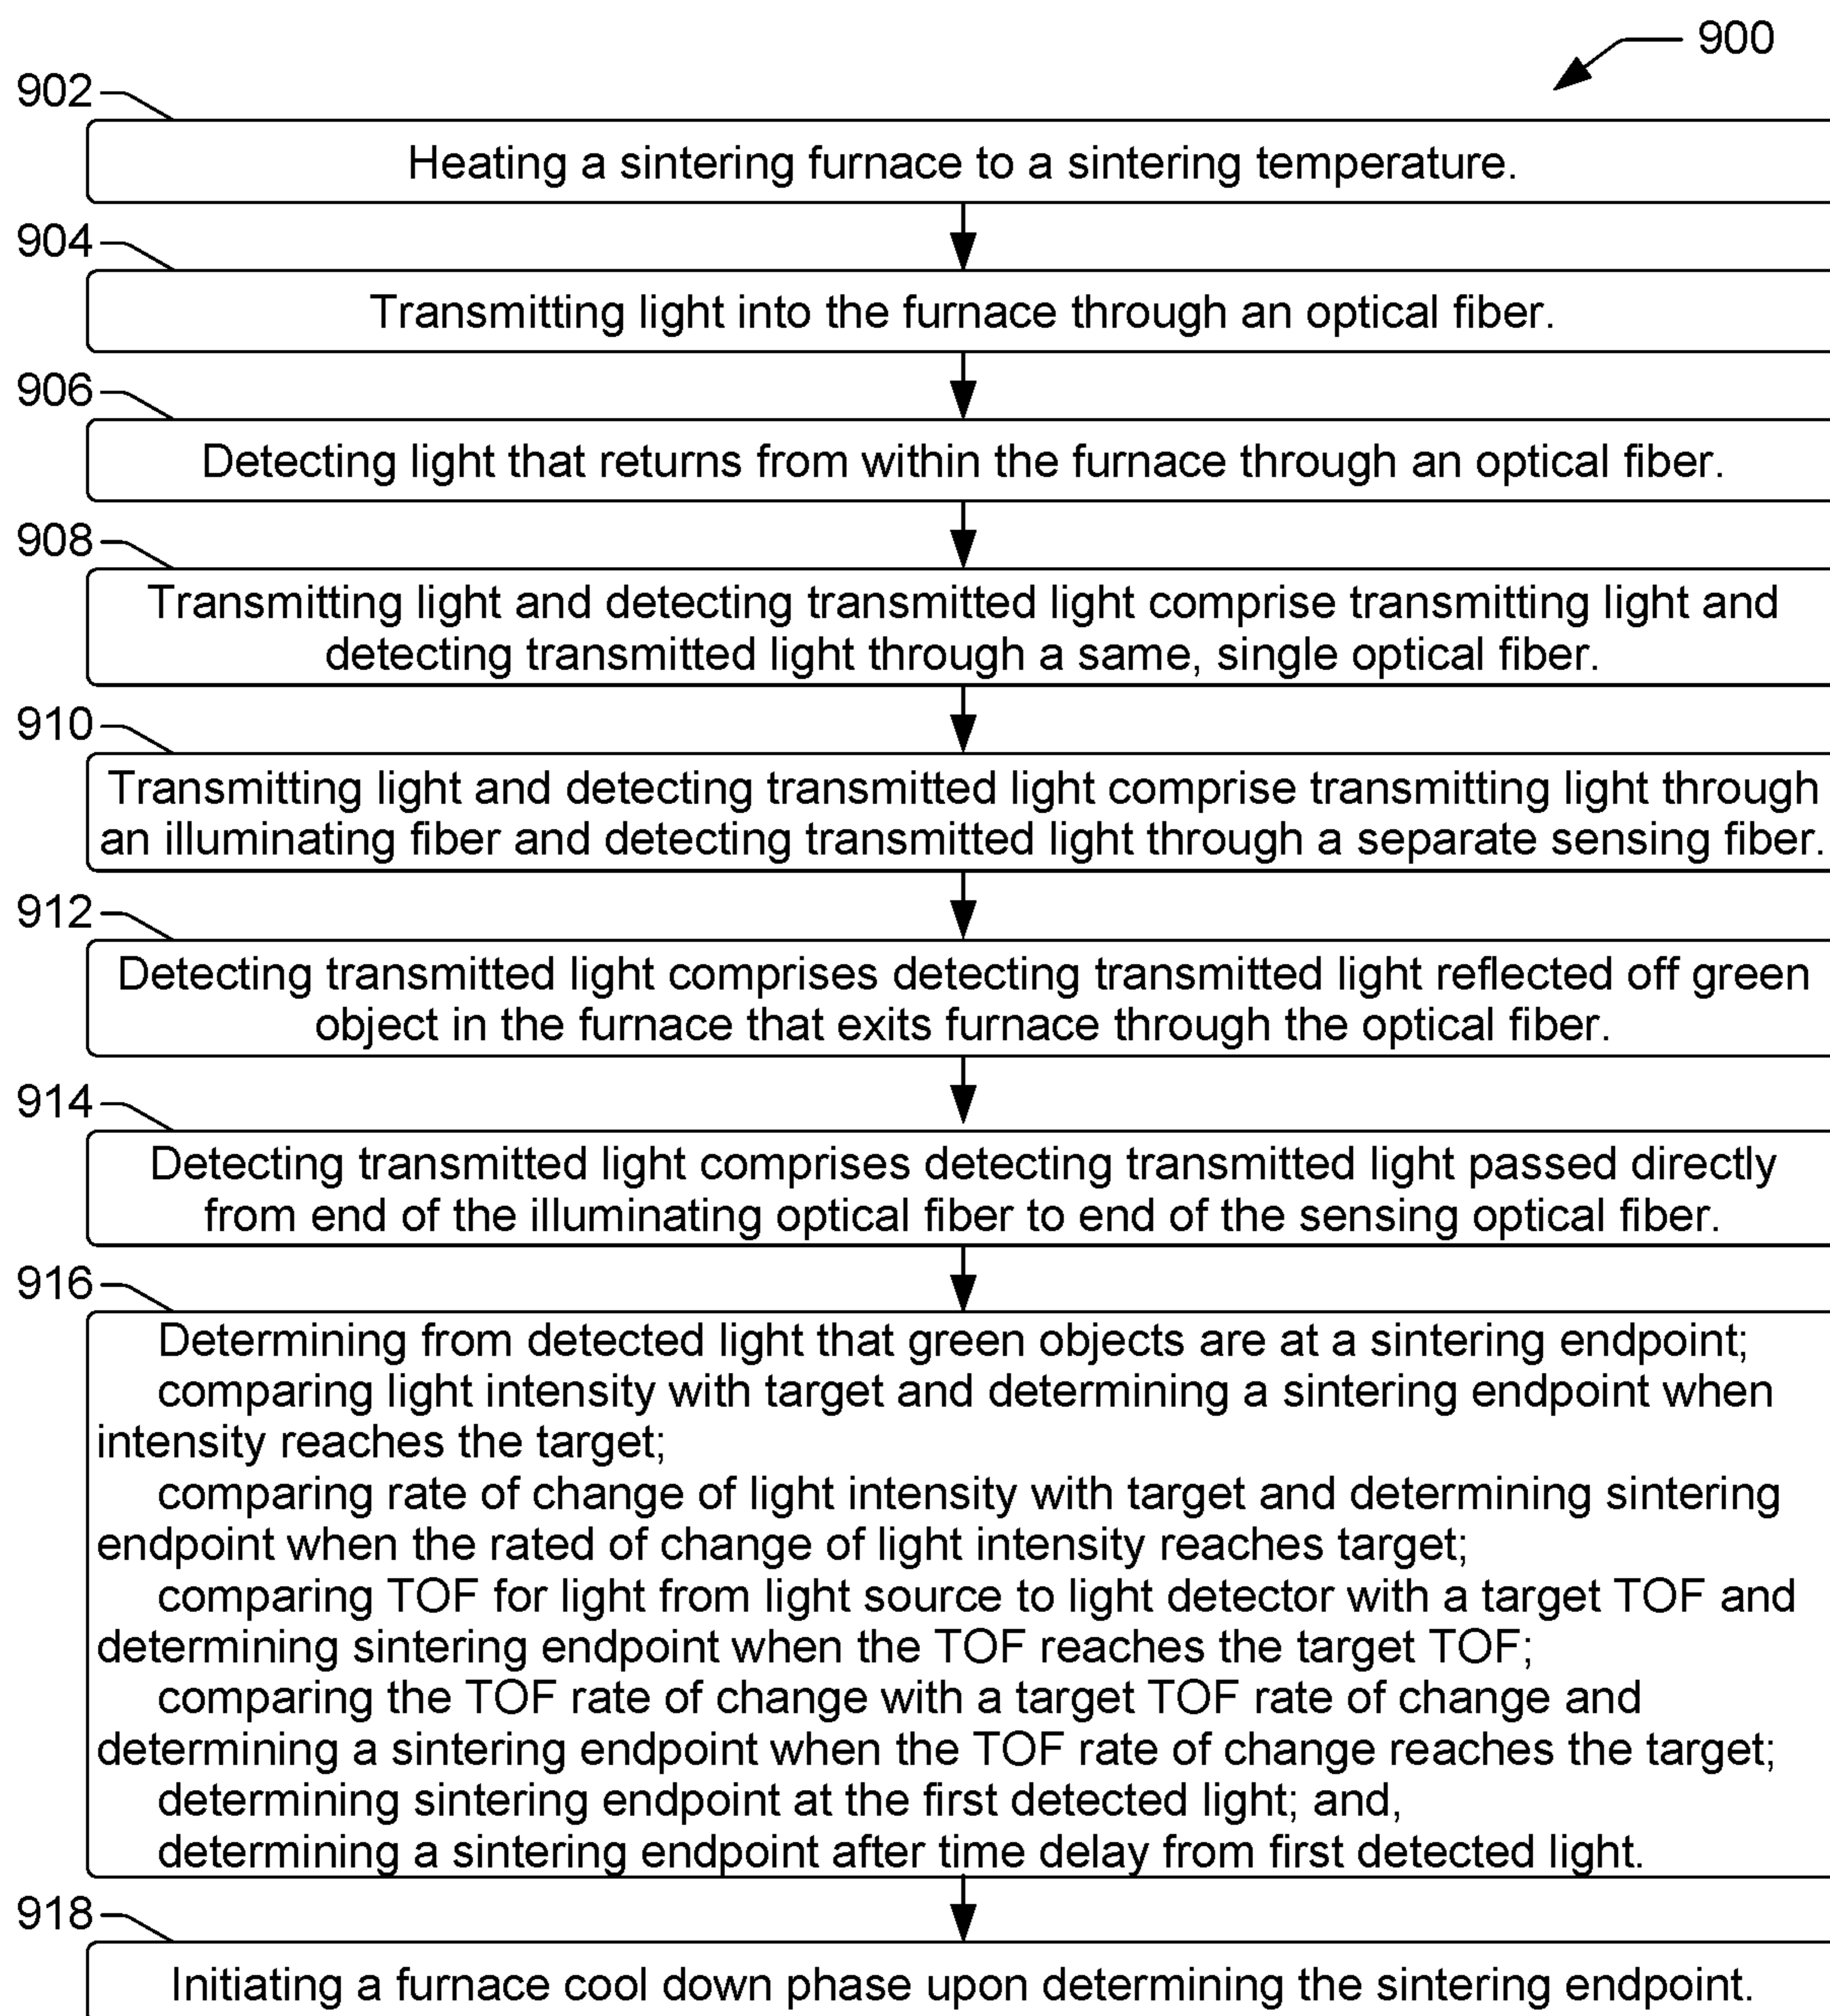 900
902
Heating a sintering furnace to a sintering temperature.
904
Transmitting light into the furnace through an optical fiber.
906
Detecting light that returns from within the furnace through an optical fiber.
908
Transmitting light and detecting transmitted light comprise transmitting light and
detecting transmitted light through a same, single optical fiber.
910
Transmitting light and detecting transmitted light comprise transmitting light through
an illuminating fiber and detecting transmitted light through a separate sensing fiber.
912
Detecting transmitted light comprises detecting transmitted light reflected off green
object in the furnace that exits furnace through the optical fiber.
914
Detecting transmitted light comprises detecting transmitted light passed directly
from end of the illuminating optical fiber to end of the sensing optical fiber.
916
Determining from detected light that green objects are at a sintering endpoint;
comparing light intensity with target and determining a sintering endpoint when
intensity reaches the target;
comparing rate of change of light intensity with target and determining sintering
endpoint when the rated of change of light intensity reaches target;
comparing TOF for light from light source to light detector with a target TOF and
determining sintering endpoint when the TOF reaches the target TOF;
comparing the TOF rate of change with a target TOF rate of change and
determining a sintering endpoint when the TOF rate of change reaches the target;
determining sintering endpoint at the first detected light; and,
determining a sintering endpoint after time delay from first detected light.
918
Initiating a furnace cool down phase upon determining the sintering endpoint.